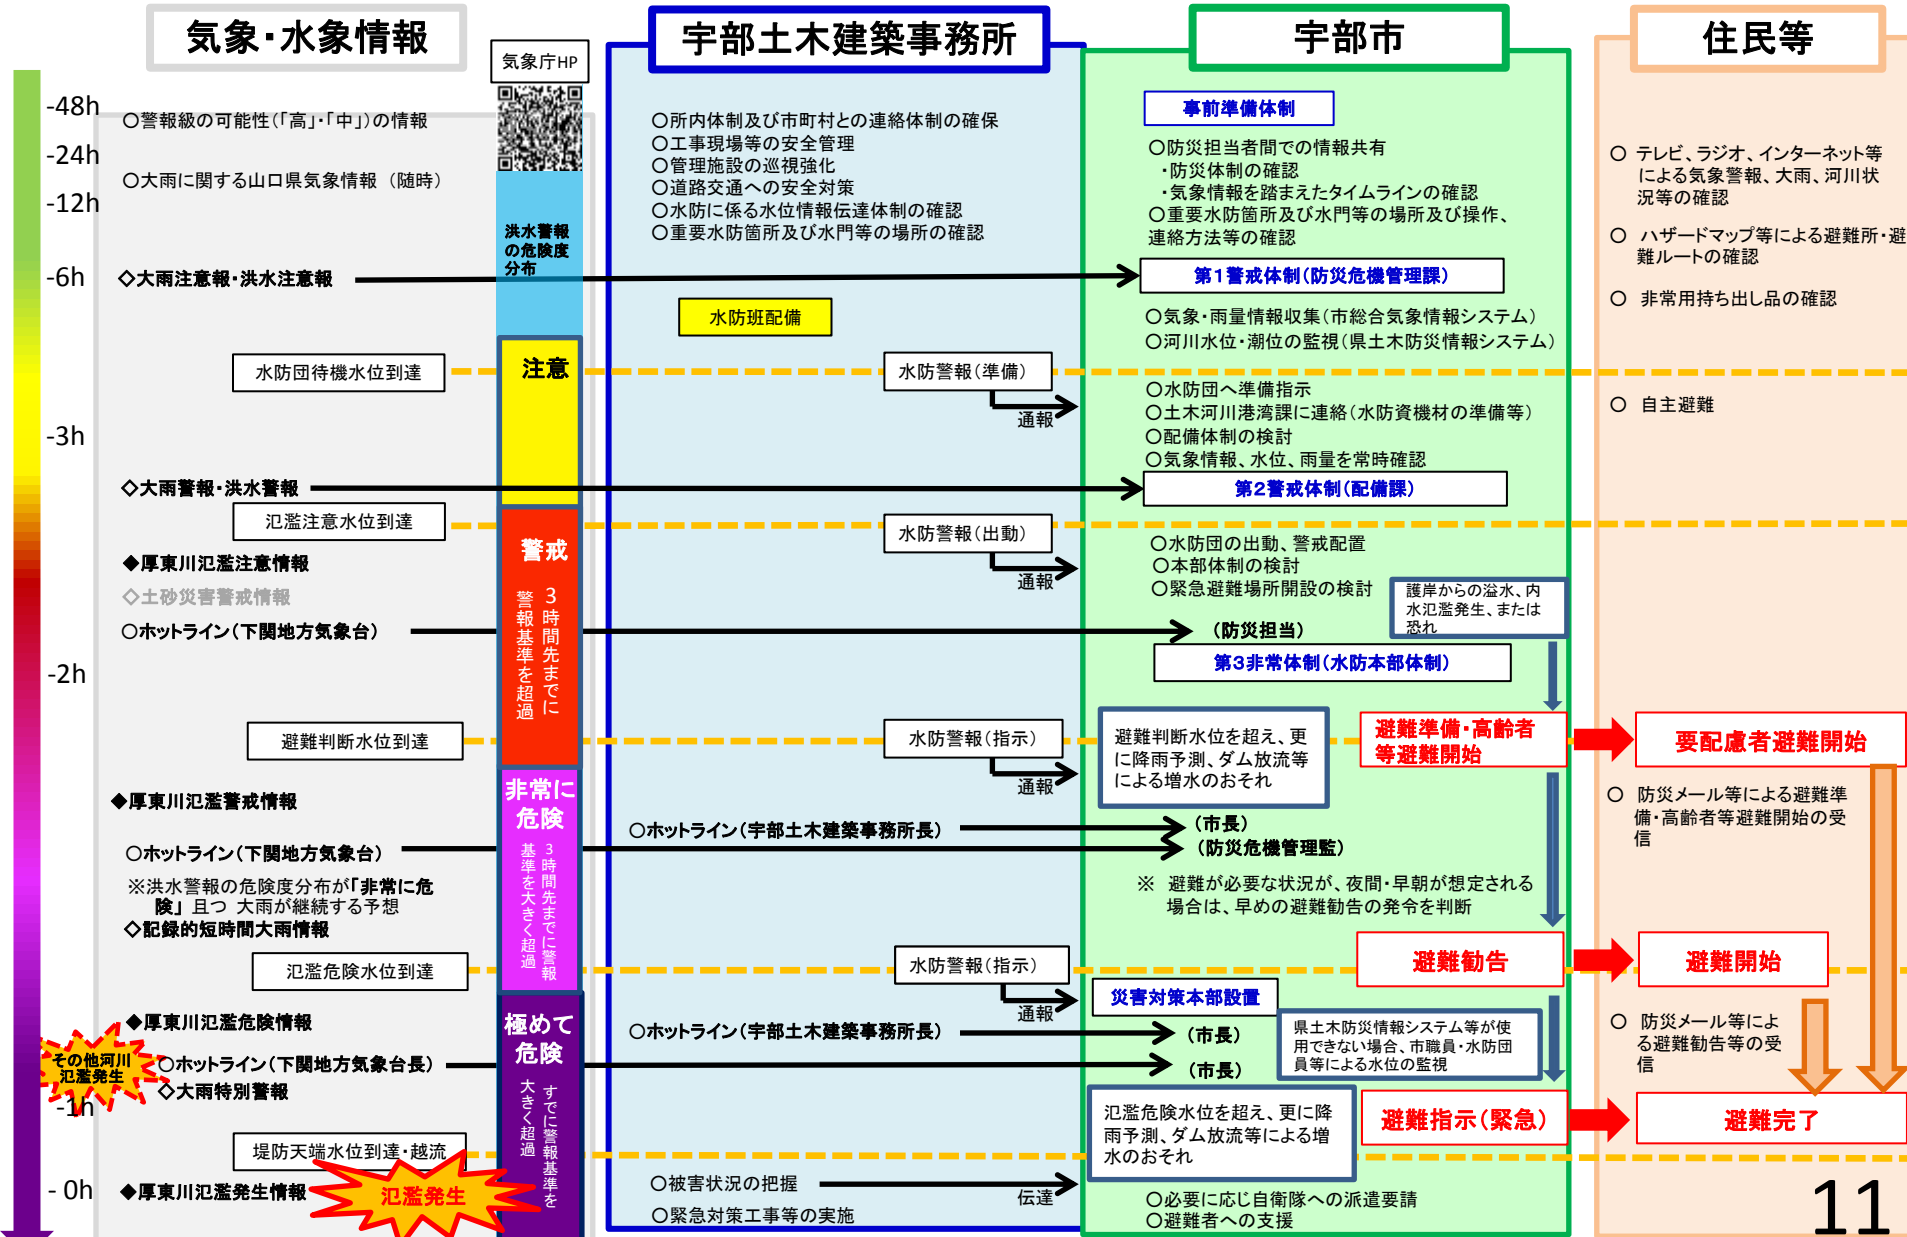 気象・水象情報
気象庁HP
宇部土木建築事務所
宇部市
住民等
-48h
-24h
-12h
-6h
-3h
-2h
-1h
- 0h
〇警報級の可能性(「高」・「中」)の情報
〇大雨に関する山口県気象情報 (随時)
◇大雨注意報・洪水注意報
水防団待機水位到達
◇大雨警報・洪水警報
氾濫注意水位到達
◆厚東川氾濫注意情報
◇土砂災害警戒情報
〇ホットライン(下関地方気象台)
避難判断水位到達
◆厚東川氾濫警戒情報
〇ホットライン(下関地方気象台)
※洪水警報の危険度分布が「非常に危
険」 且つ 大雨が継続する予想
◇記録的短時間大雨情報
氾濫危険水位到達
◆厚東川氾濫危険情報
その他河川
氾濫発生
〇ホットライン(下関地方気象台長)
◇大雨特別警報
堤防天端水位到達・越流
◆厚東川氾濫発生情報
氾濫発生
洪水警報
の危険度
分布
注意
警戒
3時間先までに
警報基準を超過
非常に
危険
3時間先までに警報
基準を大きく超過
極めて
危険
すでに警報基準を
大きく超過
〇所内体制及び市町村との連絡体制の確保
〇工事現場等の安全管理
〇管理施設の巡視強化
〇道路交通への安全対策
〇水防に係る水位情報伝達体制の確認
〇重要水防箇所及び水門等の場所の確認
水防班配備
水防警報(準備)
通報
水防警報(出動)
通報
水防警報(指示)
通報
〇ホットライン(宇部土木建築事務所長)
水防警報(指示)
通報
〇ホットライン(宇部土木建築事務所長)
〇被害状況の把握
伝達
〇緊急対策工事等の実施
事前準備体制
〇防災担当者間での情報共有
・防災体制の確認
・気象情報を踏まえたタイムラインの確認
〇重要水防箇所及び水門等の場所及び操作、
連絡方法等の確認
第1警戒体制(防災危機管理課)
〇気象・雨量情報収集(市総合気象情報システム)
〇河川水位・潮位の監視(県土木防災情報システム)
〇水防団へ準備指示
〇土木河川港湾課に連絡(水防資機材の準備等)
〇配備体制の検討
〇気象情報、水位、雨量を常時確認
第2警戒体制(配備課)
〇水防団の出動、警戒配置
〇本部体制の検討
〇緊急避難場所開設の検討
護岸からの溢水、内
水氾濫発生、または
恐れ
(防災担当)
第3非常体制(水防本部体制)
避難判断水位を超え、更
に降雨予測、ダム放流等
による増水のおそれ
避難準備・高齢者
等避難開始
(市長)
(防災危機管理監)
※ 避難が必要な状況が、夜間・早朝が想定される
場合は、早めの避難勧告の発令を判断
避難勧告
災害対策本部設置
(市長)
(市長)
県土木防災情報システム等が使
用できない場合、市職員・水防団
員等による水位の監視
氾濫危険水位を超え、更に降
雨予測、ダム放流等による増
水のおそれ
避難指示(緊急)
〇必要に応じ自衛隊への派遣要請
〇避難者への支援
〇 テレビ、ラジオ、インターネット等
による気象警報、大雨、河川状
況等の確認
〇 ハザードマップ等による避難所・避
難ルートの確認
〇 非常用持ち出し品の確認
〇 自主避難
要配慮者避難開始
〇 防災メール等による避難準
備・高齢者等避難開始の受
信
避難開始
〇 防災メール等によ
る避難勧告等の受
信
避難完了
11